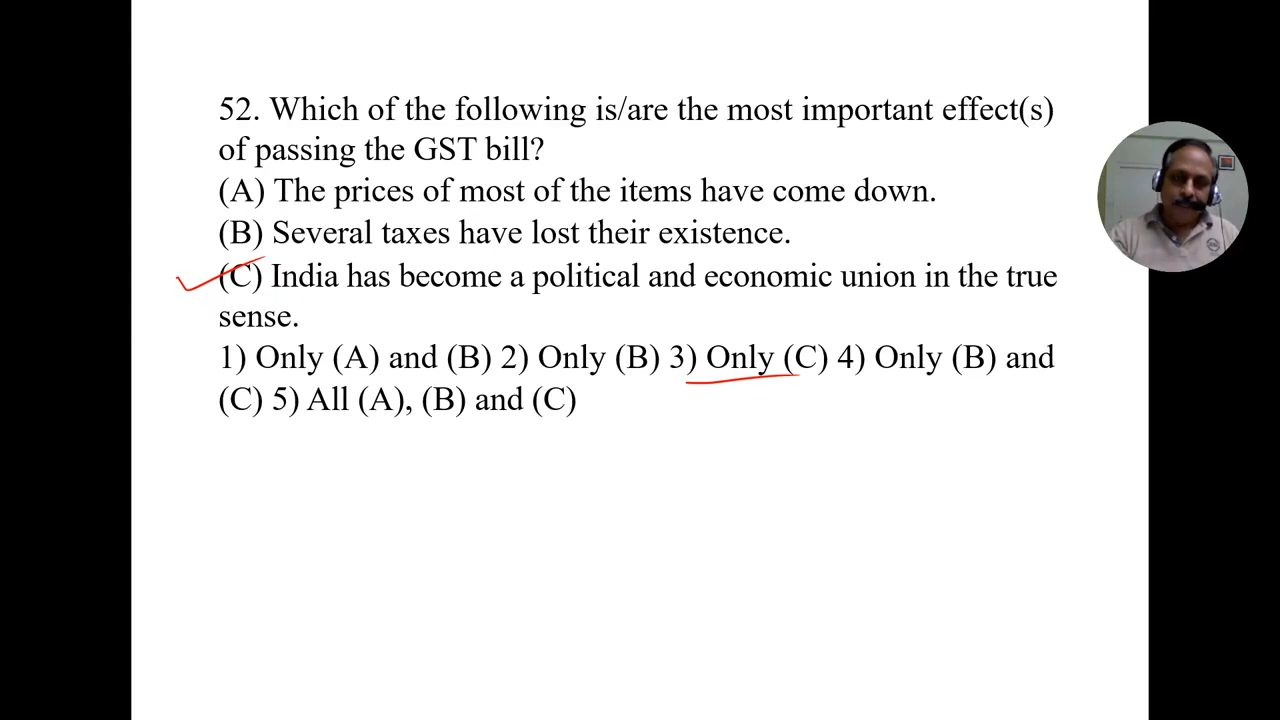 52. Which of the following is/are the most important effect(s)
of passing the GST bill?
(A) The prices of most of the items have come down.
(B) Several taxes have lost their existence.
(C) India has become a political and economic union in the true
sense.
1) Only (A) and (B) 2) Only (B) 3) Only (C) 4) Only (B) and
(C) 5) All (A), (B) and (C)